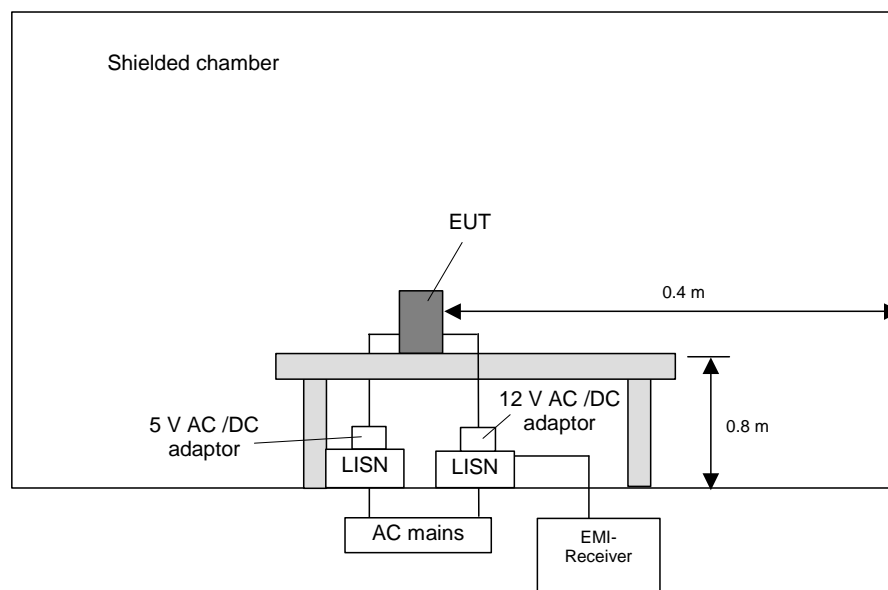 Shielded chamber
EUT
0.4 m
5 V AC /DC
adaptor
12 V AC /DC
adaptor
0.8 m
LISN
LISN
AC mains
EMI-
Receiver